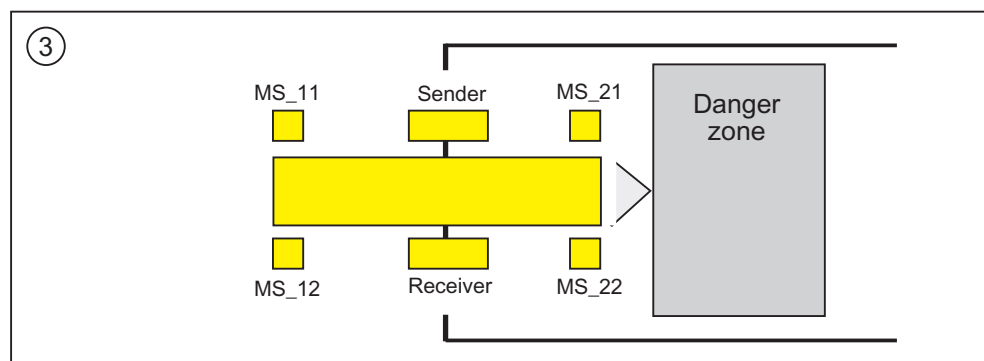 3
MS_11
Sender
MS_21
Danger
zone
MS_12
Receiver
MS_22